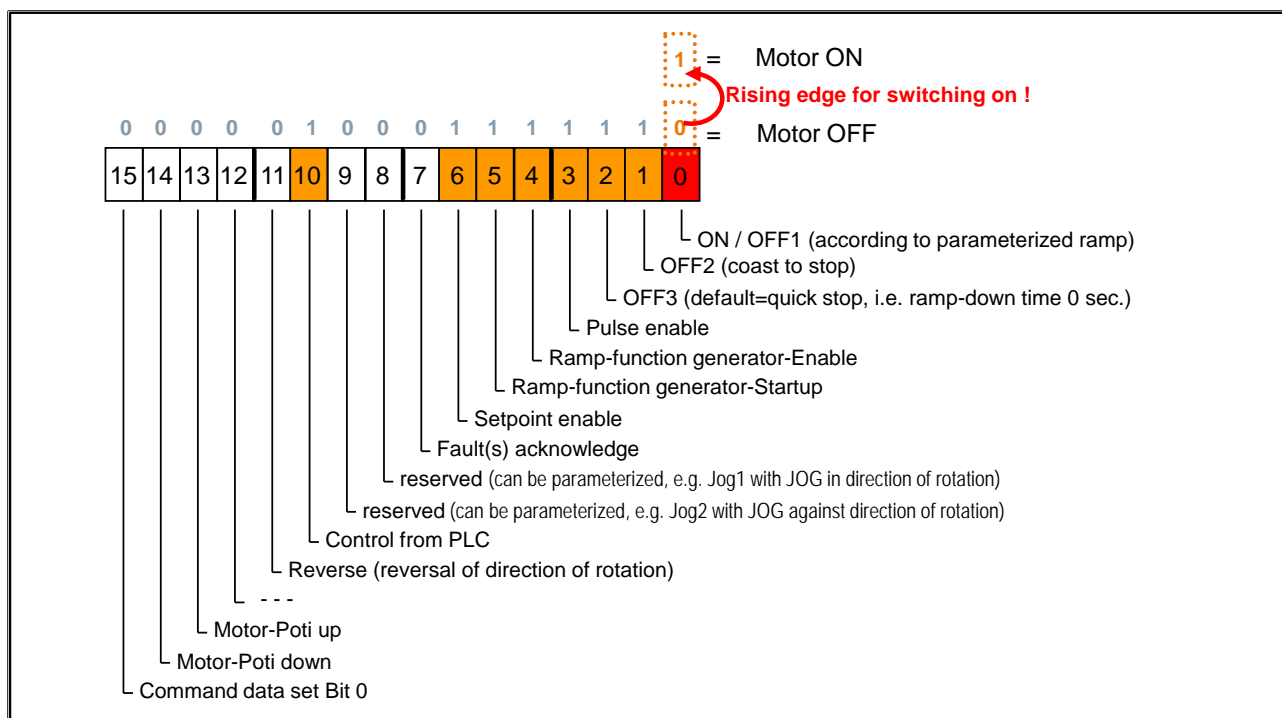 1 = Motor ON
Rising edge for switching on !
0 0 0 0 0 1 0 0 0 1 1 1 1 1 1 0 = Motor OFF
15 14 13 12 11 10 9 8 7 6 5 4 3 2 1 0
ON / OFF1 (according to parameterized ramp)
OFF2 (coast to stop)
OFF3 (default=quick stop, i.e. ramp-down time 0 sec.)
Pulse enable
Ramp-function generator-Enable
Ramp-function generator-Startup
Setpoint enable
Fault(s) acknowledge
reserved (can be parameterized, e.g. Jog1 with JOG in direction of rotation)
reserved (can be parameterized, e.g. Jog2 with JOG against direction of rotation)
Control from PLC
Reverse (reversal of direction of rotation)
- - -
Motor-Poti up
Motor-Poti down
Command data set Bit 0